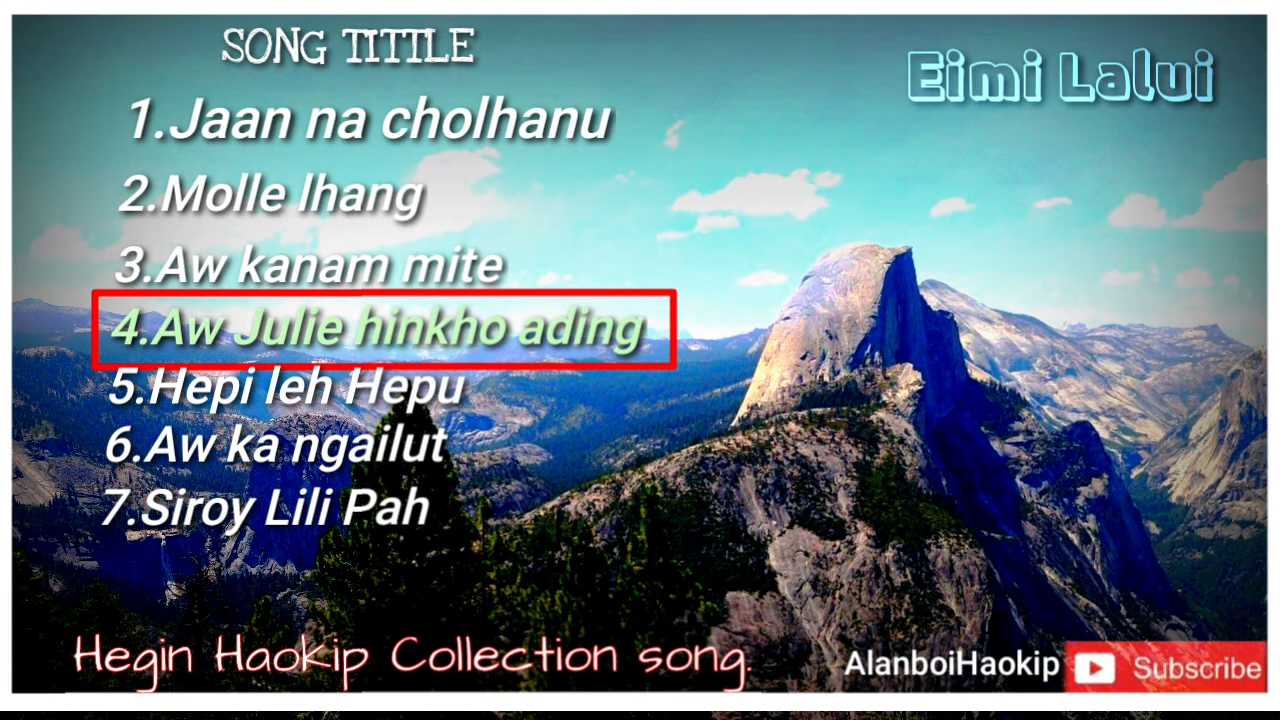 SONG TITTLE
Eimi Lalui
1.Jaan na cholhanu
2.Molle lhang
3.Aw kanam mite
4.Aw Julie hinkho ading
5.Hepi leh Hepu
6.Aw ka ngailut
7.Siroy Lili Pah
Hegin Haokip Collection song.
AlanboiHaokip
Subscribe